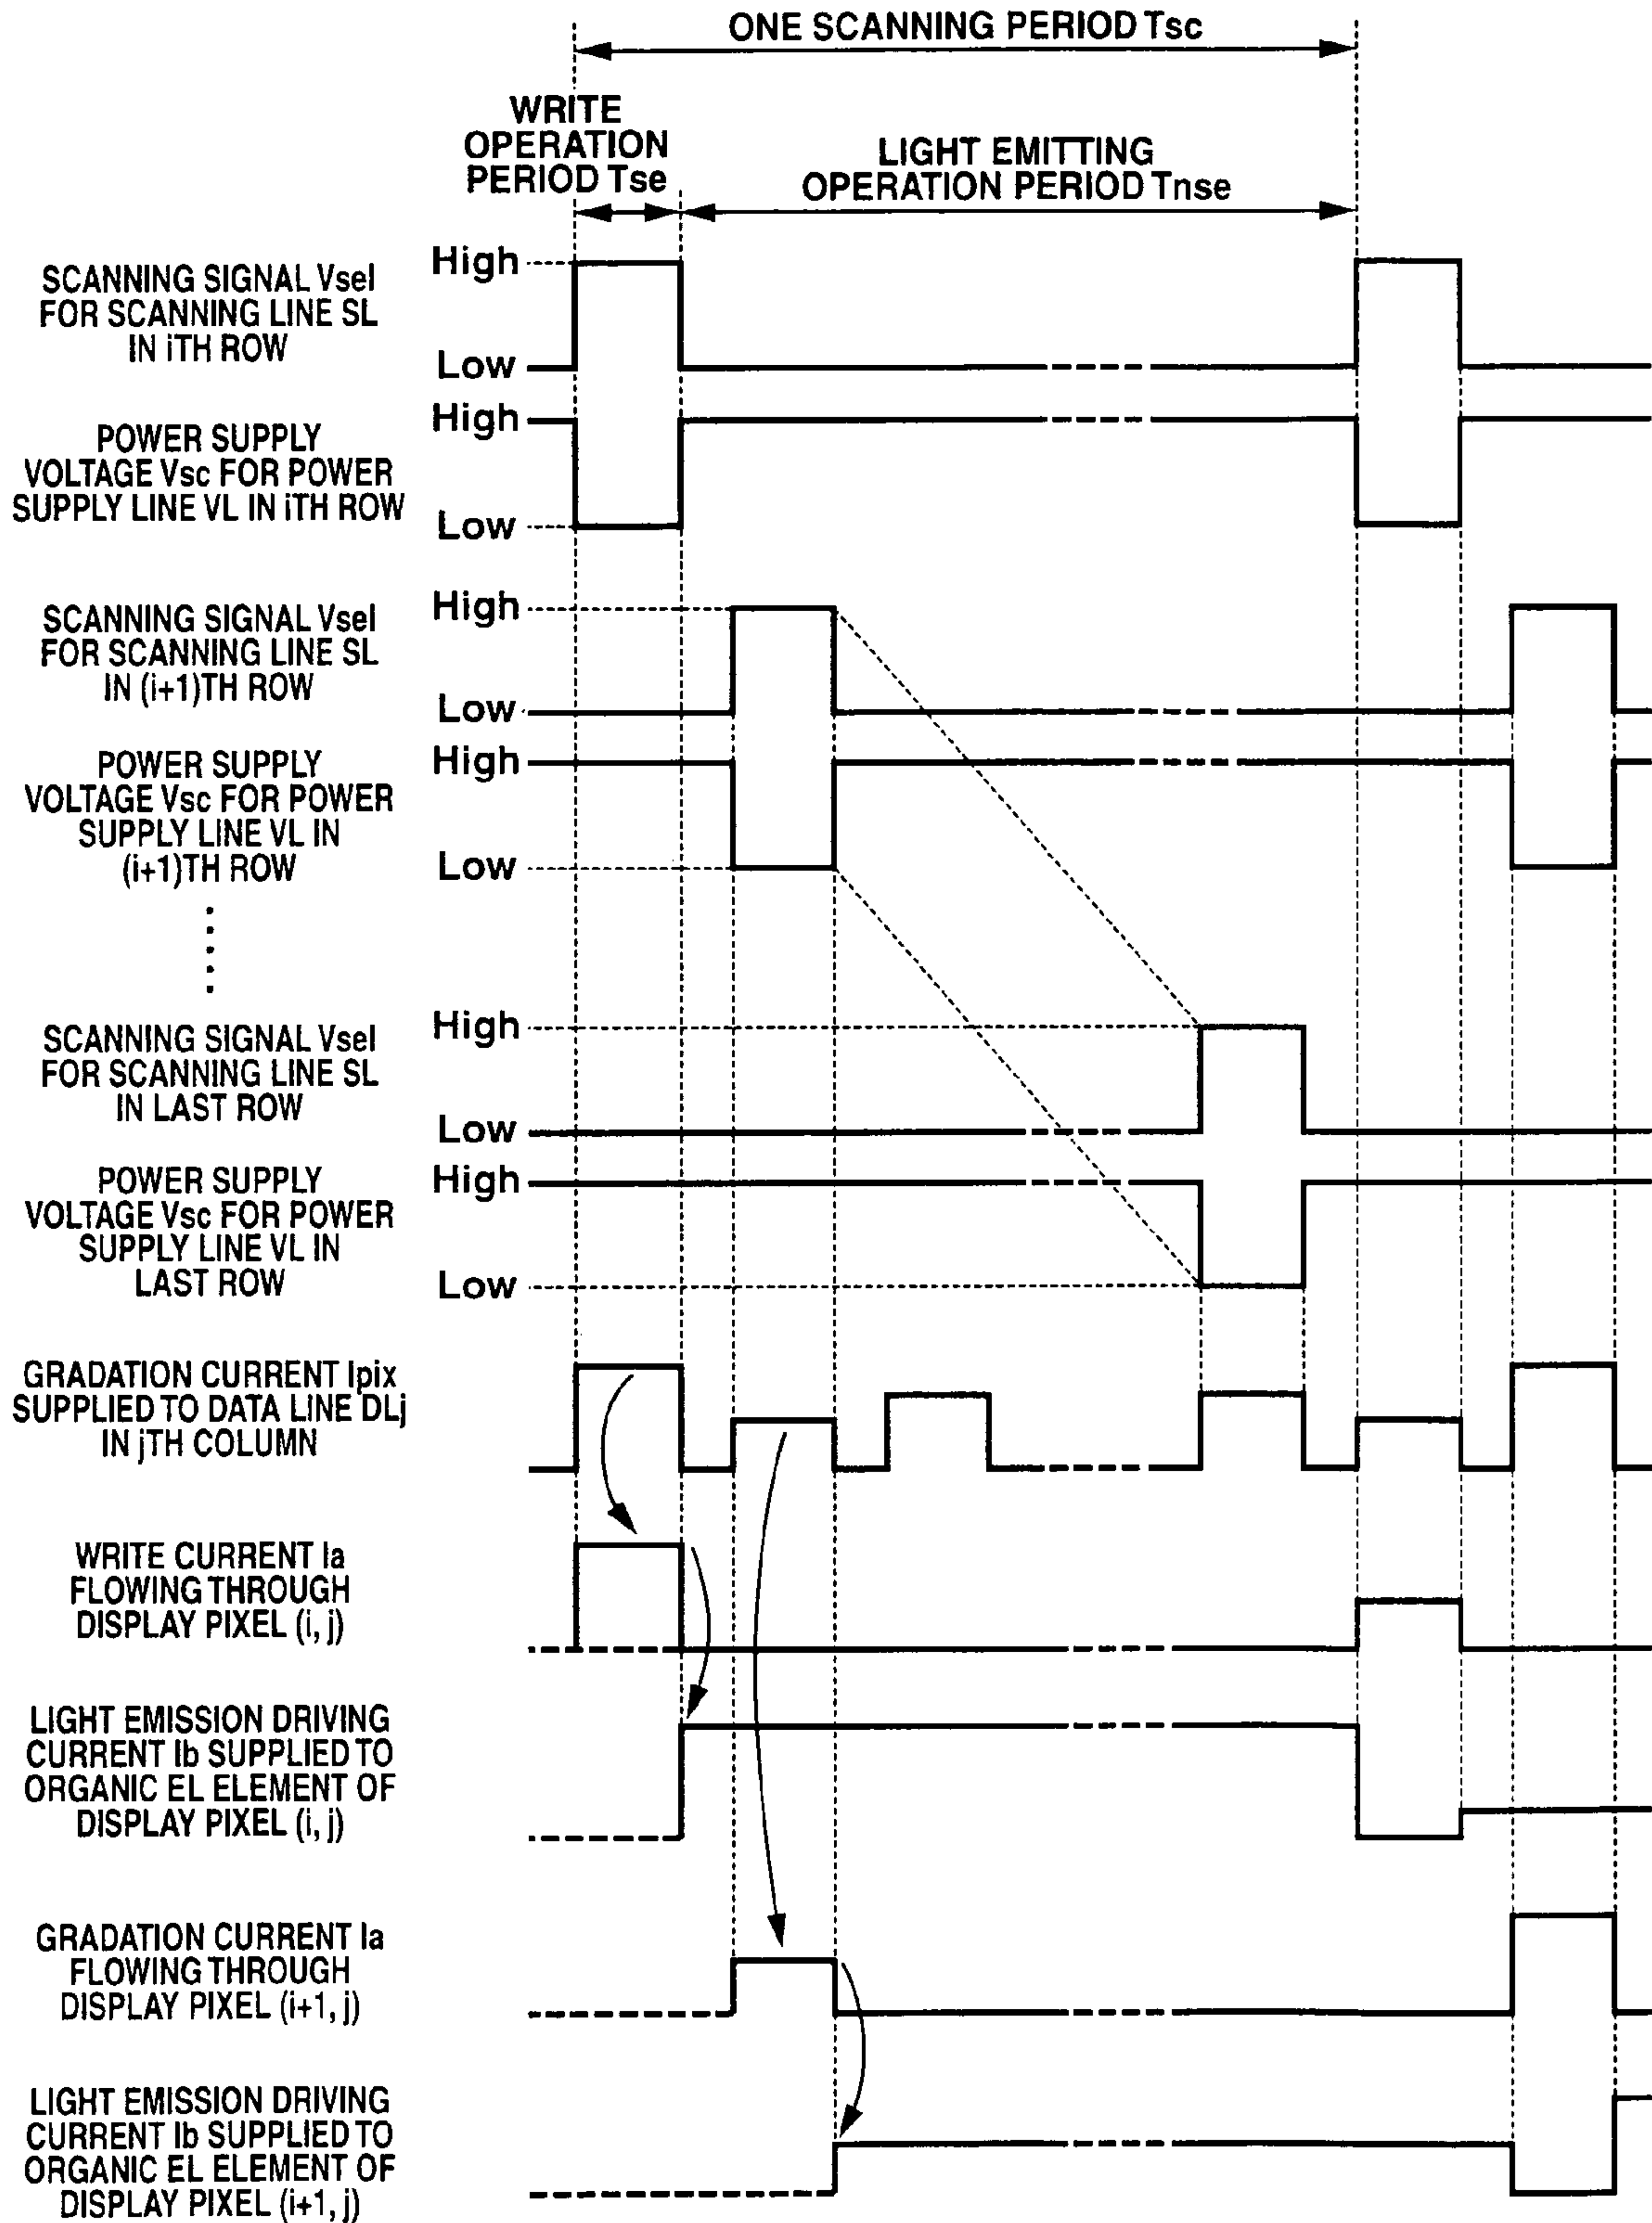 ONE SCANNING PERIOD Tsc
WRITE
OPERATION
PERIOD Tse
LIGHT EMITTING
OPERATION PERIOD Tnse
SCANNING SIGNAL Vsel
FOR SCANNING LINE SL
IN iTH ROW
High
Low
POWER SUPPLY
VOLTAGE Vsc FOR POWER
SUPPLY LINE VL IN iTH ROW
High
Low
SCANNING SIGNAL Vsel
FOR SCANNING LINE SL
IN (i+1)TH ROW
High
Low
POWER SUPPLY
VOLTAGE Vsc FOR POWER
SUPPLY LINE VL IN
(i+1)TH ROW
High
Low
SCANNING SIGNAL Vsel
FOR SCANNING LINE SL
IN LAST ROW
High
Low
POWER SUPPLY
VOLTAGE Vsc FOR POWER
SUPPLY LINE VL IN
LAST ROW
High
Low
GRADATION CURRENT Ipix
SUPPLIED TO DATA LINE DLj
IN jTH COLUMN
WRITE CURRENT Ia
FLOWING THROUGH
DISPLAY PIXEL (i, j)
LIGHT EMISSION DRIVING
CURRENT Ib SUPPLIED TO
ORGANIC EL ELEMENT OF
DISPLAY PIXEL (i, j)
GRADATION CURRENT Ia
FLOWING THROUGH
DISPLAY PIXEL (i+1, j)
LIGHT EMISSION DRIVING
CURRENT Ib SUPPLIED TO
ORGANIC EL ELEMENT OF
DISPLAY PIXEL (i+1, j)